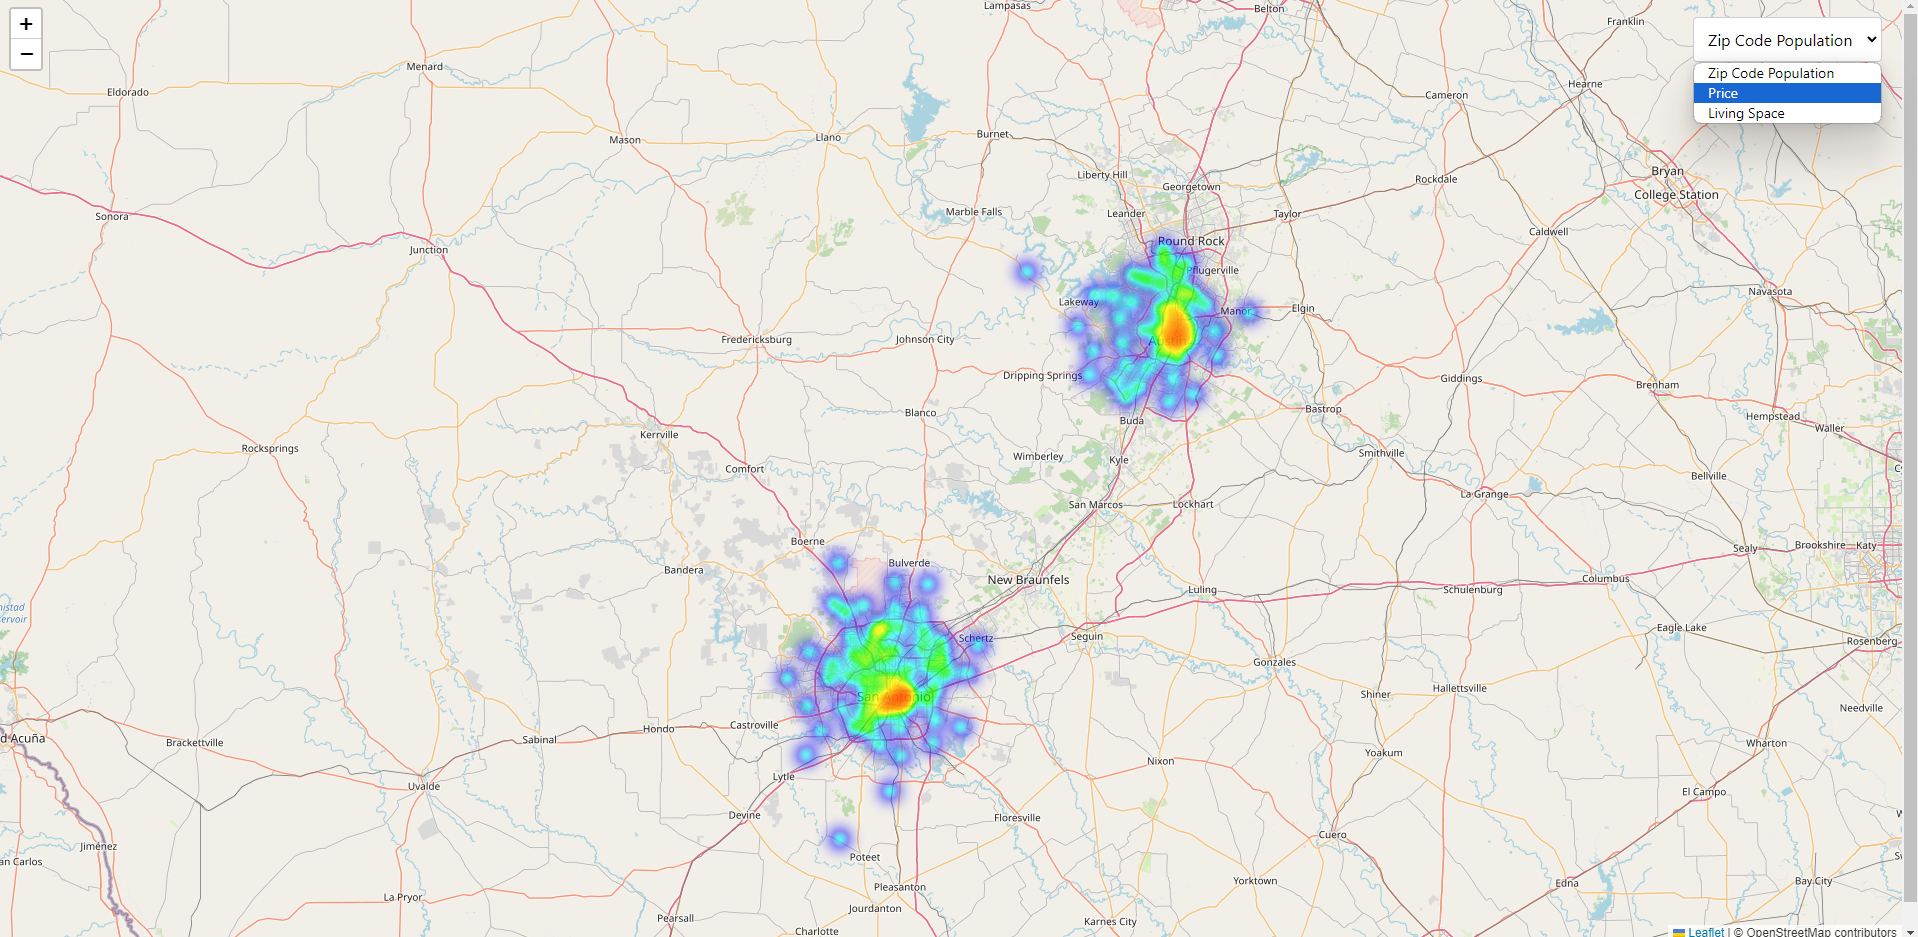 +
−
Zip Code Population
Zip Code Population
Price
Living Space
Lampasas
Belton
Franklin
Menard
Eldorado
Hearne
Cameron
Mason
Llano
Burnet
Bryan
College Station
Liberty Hill
Georgetown
Rockdale
Sonora
Marble Falls
Leander
Taylor
Caldwell
Junction
Round Rock
Pflugerville
Navasota
Lakeway
Manor
Elgin
Fredericksburg
Johnson City
Austin
Dripping Springs
Giddings
Brenham
Blanco
Buda
Bastrop
Hempstead
Waller
Kerrville
Rocksprings
Comfort
Wimberley
Kyle
Smithville
Bellville
San Marcos
Lockhart
La Grange
Boerne
Sealy
Brookshire
Katy
Bandera
Bulverde
New Braunfels
Luling
Schulenburg
Columbus
nistad
servoir
Schertz
Seguin
Eagle Lake
Rosenberg
Gonzales
San Antonio
Shiner
Hallettsville
Needville
d Acuña
Brackettville
Sabinal
Hondo
Castroville
Yoakum
Wharton
Lytle
Nixon
Uvalde
El Campo
Devine
Floresville
Cuero
Jiménez
an Carlos
Poteet
La Pryor
Pleasanton
Yorktown
Edna
Bay City
Pearsall
Jourdanton
Karnes City
Charlotte
Leaflet | © OpenStreetMap contributors